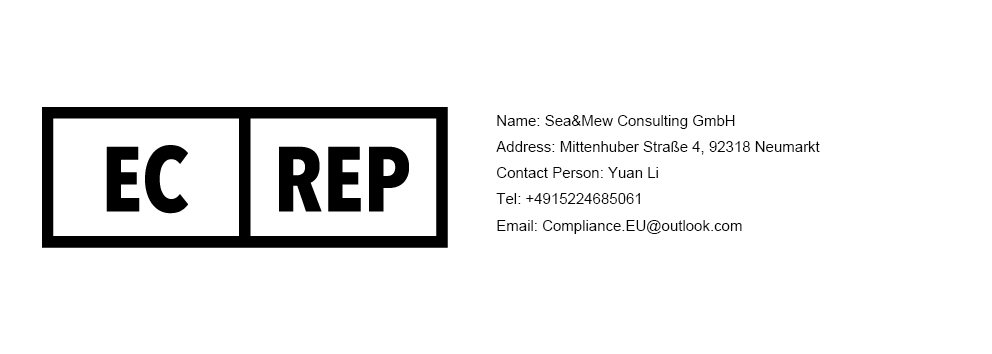 EC REP
Name: Sea&Mew Consulting GmbH
Address: Mittenhuber Straße 4, 92318 Neumarkt
Contact Person: Yuan Li
Tel: +4915224685061
Email: Compliance.EU@outlook.com